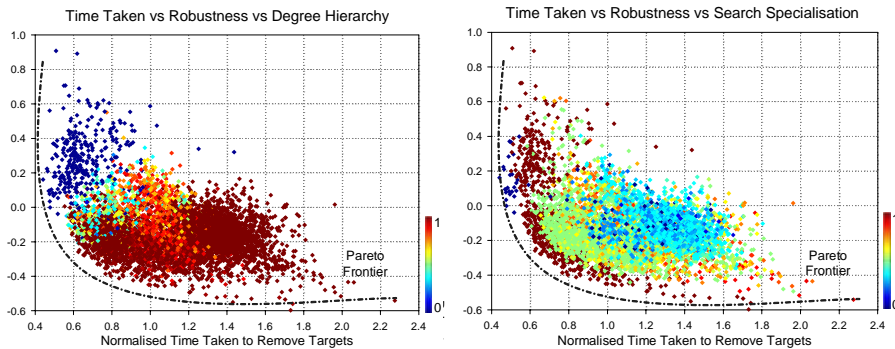 Time Taken vs Robustness vs Degree Hierarchy
1.0
0.8
0.6
0.4
0.2
0.0
-0.2
-0.4
-0.6
0.4 0.6 0.8 1.0 1.2 1.4 1.6 1.8 2.0 2.2 2.4
Normalised Time Taken to Remove Targets
Pareto
Frontier
1
0
Time Taken vs Robustness vs Search Specialisation
1.0
0.8
0.6
0.4
0.2
0.0
-0.2
-0.4
-0.6
0.4 0.6 0.8 1.0 1.2 1.4 1.6 1.8 2.0 2.2 2.4
Normalised Time Taken to Remove Targets
Pareto
Frontier